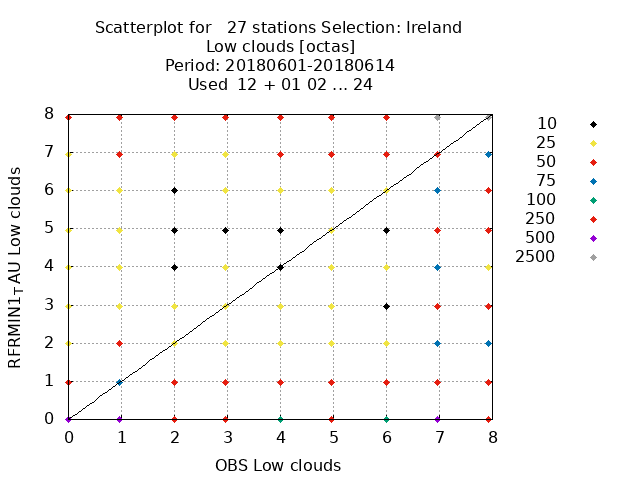 Scatterplot for   27 stations Selection: Ireland
Low clouds [octas]
Period: 20180601-20180614
Used  12 + 01 02 ... 24
RFRMIN1_T AU Low clouds
8
7
6
5
4
3
2
1
0
0 1 2 3 4 5 6 7 8
OBS Low clouds
10
25
50
75
100
250
500
2500